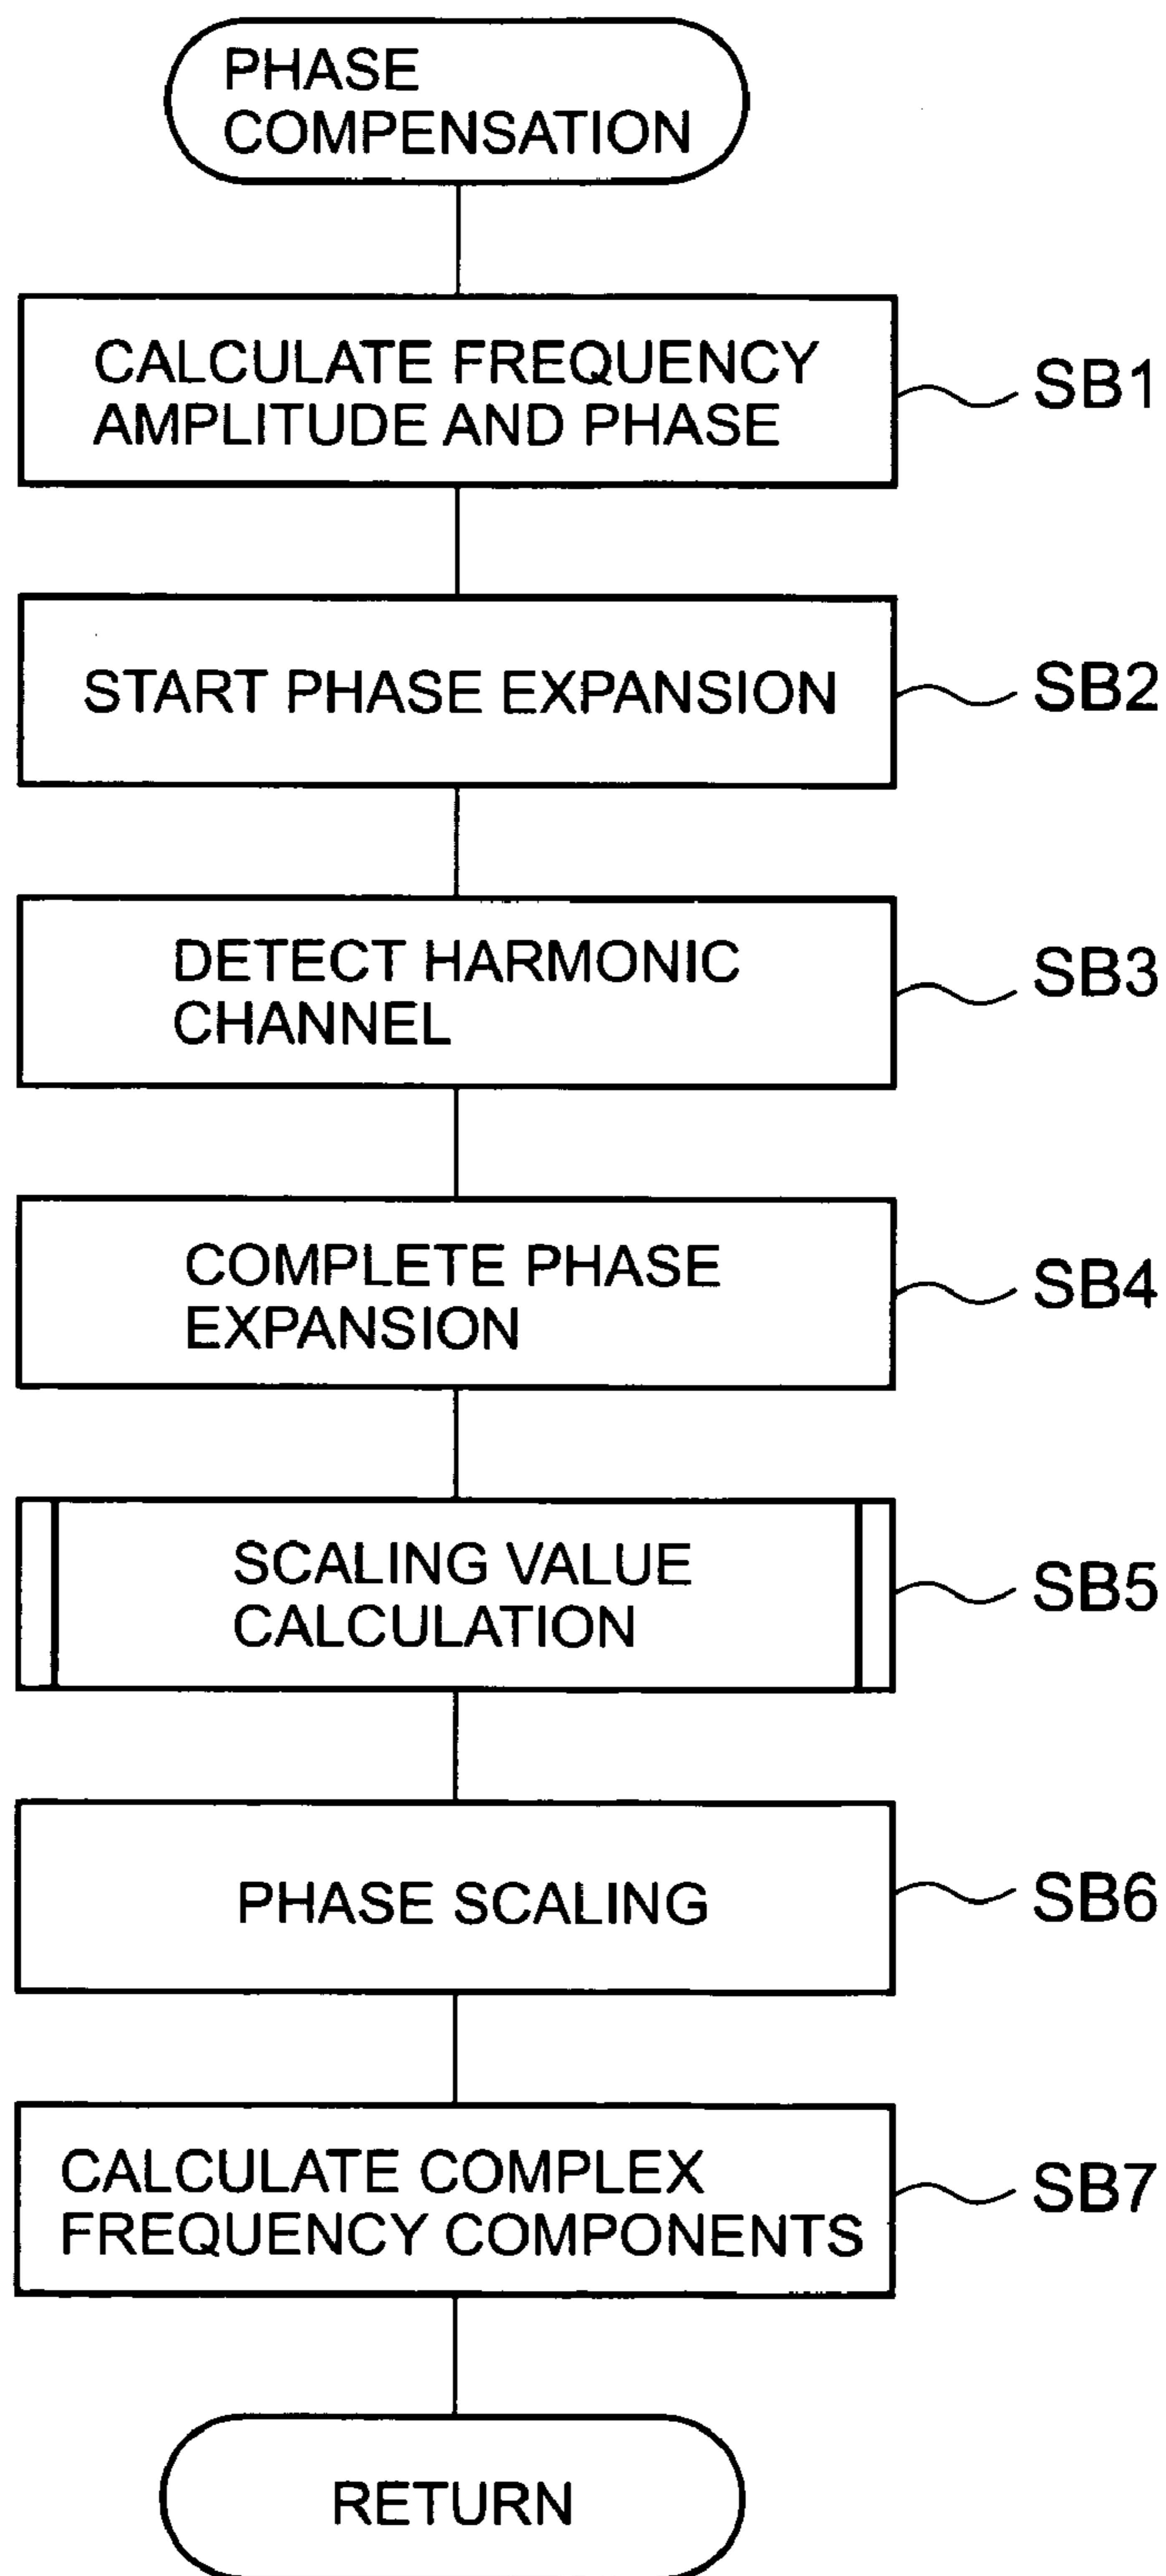 PHASE
COMPENSATION
CALCULATE FREQUENCY
AMPLITUDE AND PHASE
SB1
START PHASE EXPANSION
SB2
DETECT HARMONIC
CHANNEL
SB3
COMPLETE PHASE
EXPANSION
SB4
SCALING VALUE
CALCULATION
SB5
PHASE SCALING
SB6
CALCULATE COMPLEX
FREQUENCY COMPONENTS
SB7
RETURN